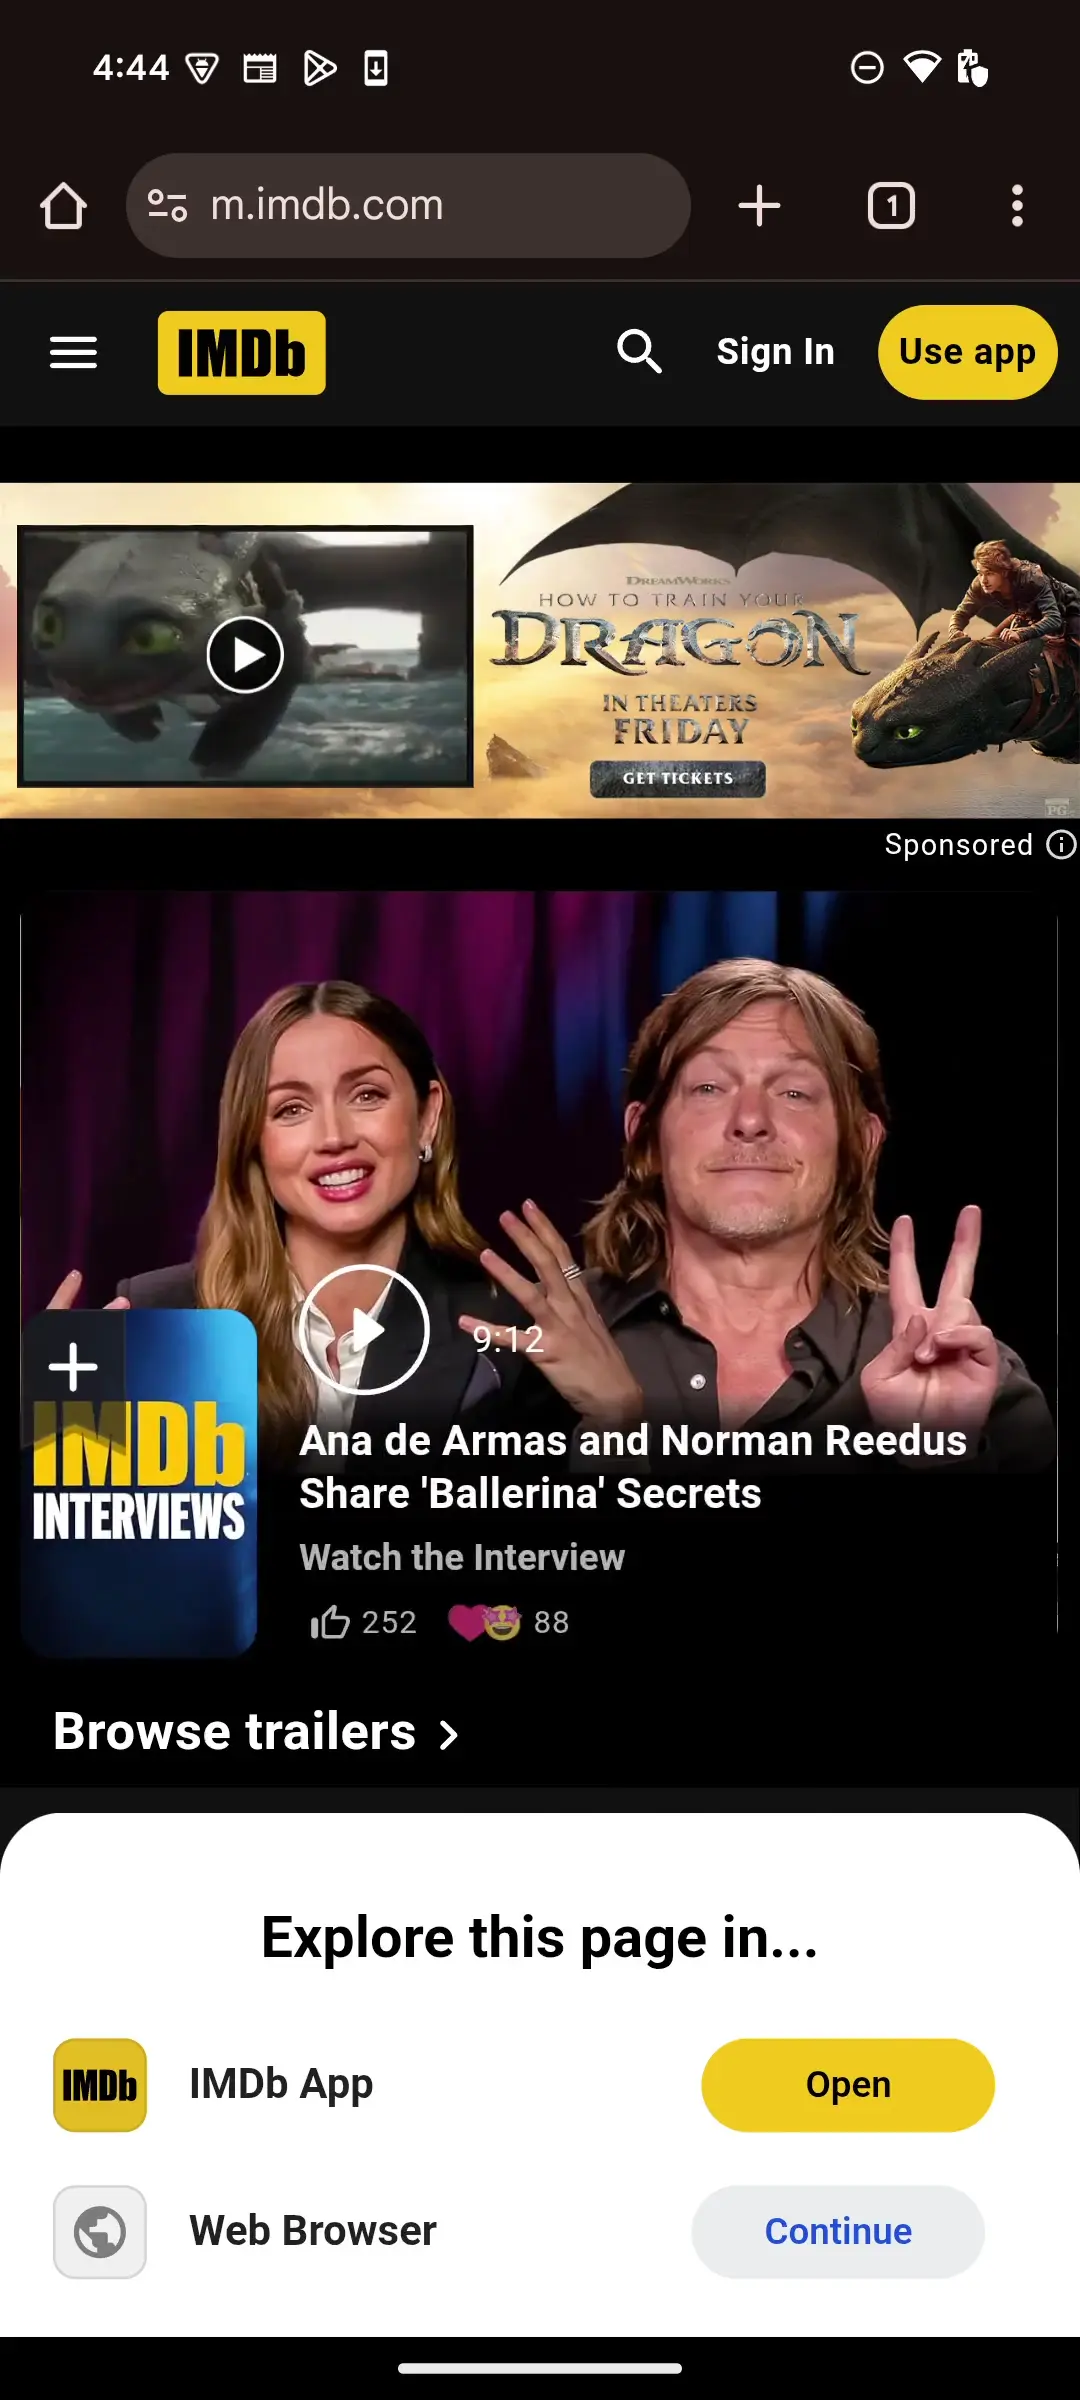 4:44
m.imdb.com
1
IMDb
Sign In
Use app
DREAMWORKS
HOW TO TRAIN YOUR
DRAGON
IN THEATERS
FRIDAY
GET TICKETS
PG
Sponsored
9:12
IMDb
INTERVIEWS
Ana de Armas and Norman Reedus
Share 'Ballerina' Secrets
Watch the Interview
252
88
Browse trailers
Explore this page in...
IMDb
IMDb App
Open
Web Browser
Continue